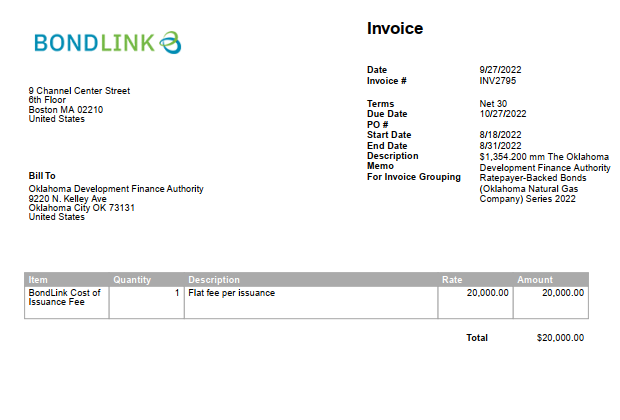 BONDLINK
Invoice
Date 9/27/2022
Invoice # INV2795
9 Channel Center Street
6th Floor
Boston MA 02210
United States
Terms Net 30
Due Date 10/27/2022
PO #
Start Date 8/18/2022
End Date 8/31/2022
Description $1,354.200 mm The Oklahoma
Memo Development Finance Authority
For Invoice Grouping Ratepayer-Backed Bonds
(Oklahoma Natural Gas
Company) Series 2022
Bill To
Oklahoma Development Finance Authority
9220 N. Kelley Ave
Oklahoma City OK 73131
United States
Item Quantity Description Rate Amount
BondLink Cost of 1 Flat fee per issuance 20,000.00 20,000.00
Issuance Fee
Total $20,000.00